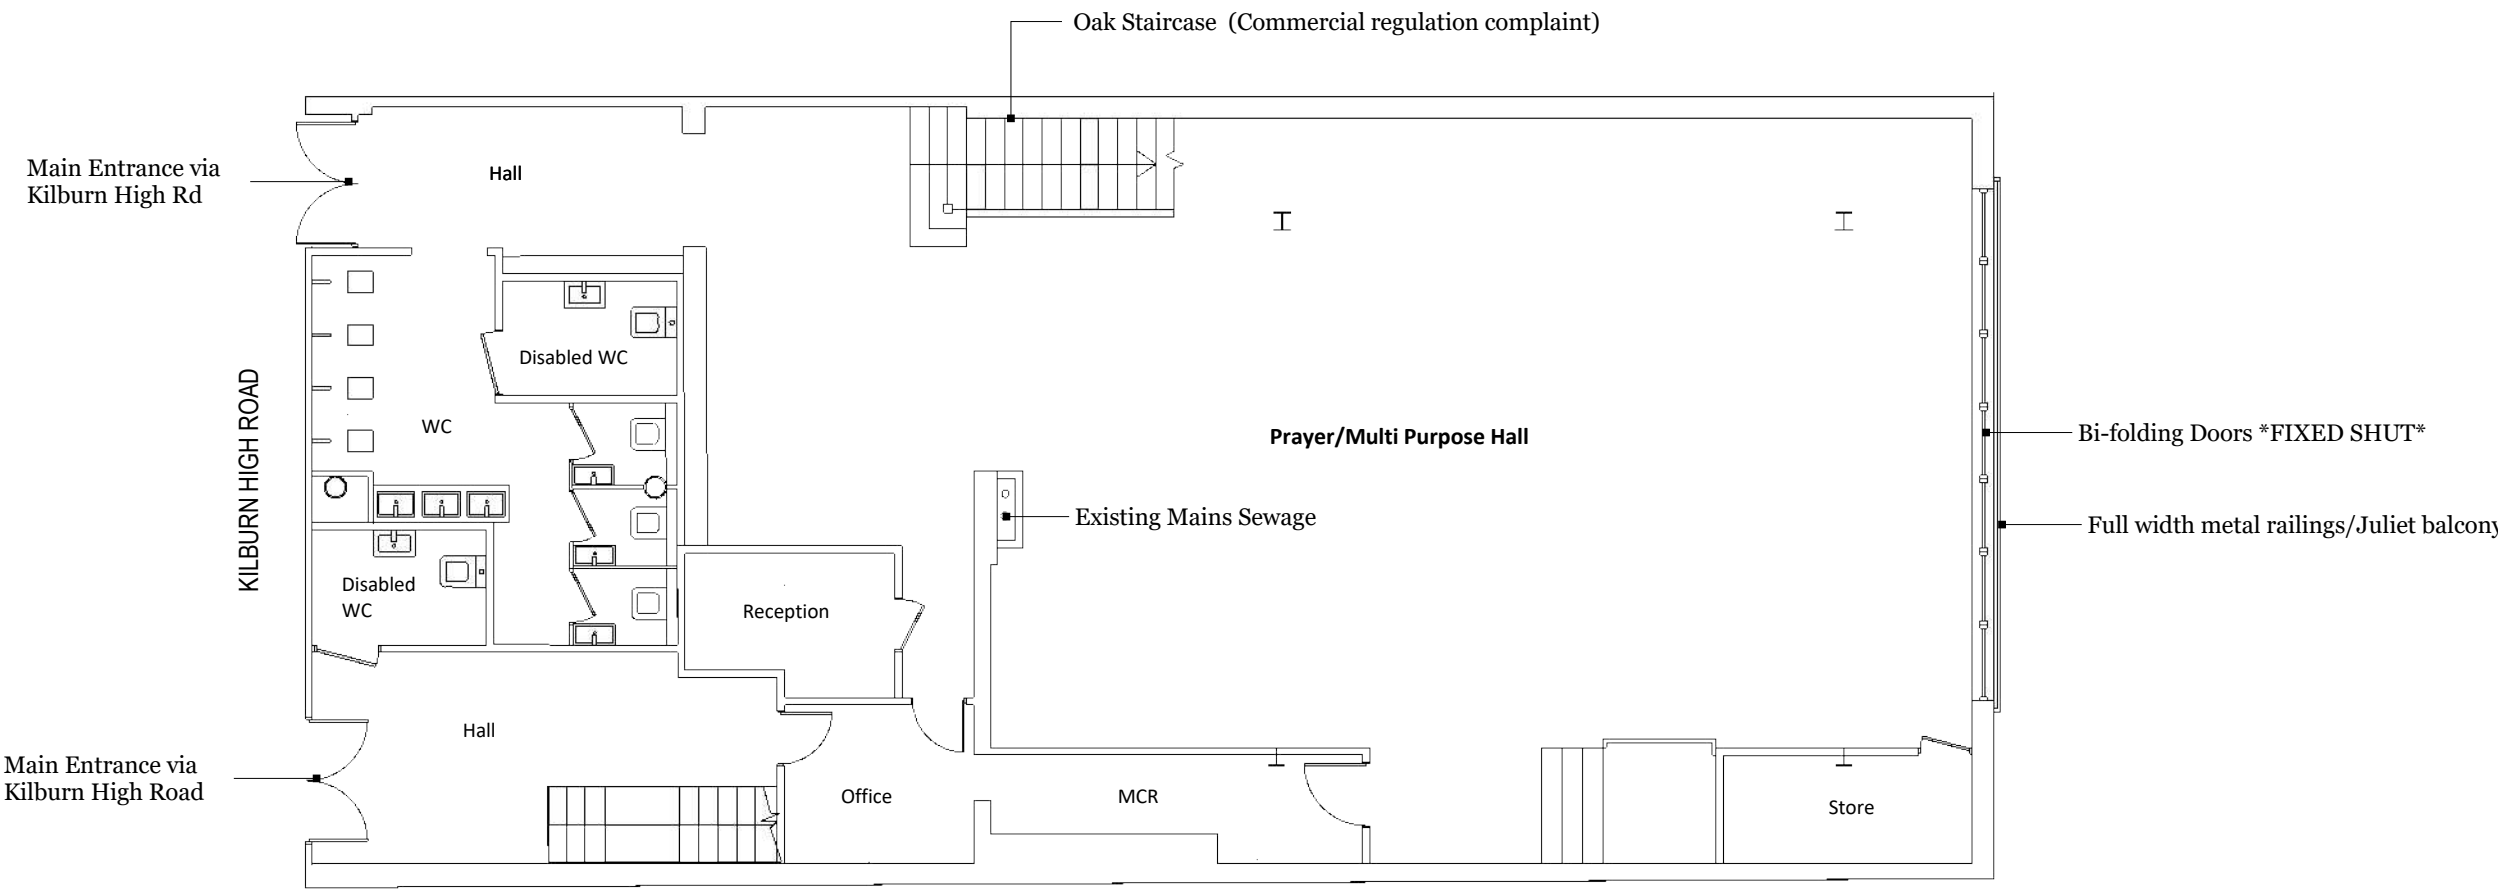 Oak Staircase (Commercial regulation complaint)
Main Entrance via
Kilburn High Rd
Hall
Disabled WC
KILBURN HIGH ROAD
WC
Prayer/Multi Purpose Hall
Bi-folding Doors *FIXED SHUT*
Existing Mains Sewage
Full width metal railings/Juliet balcony
Disabled
WC
Reception
Hall
Main Entrance via
Kilburn High Road
Office
MCR
Store